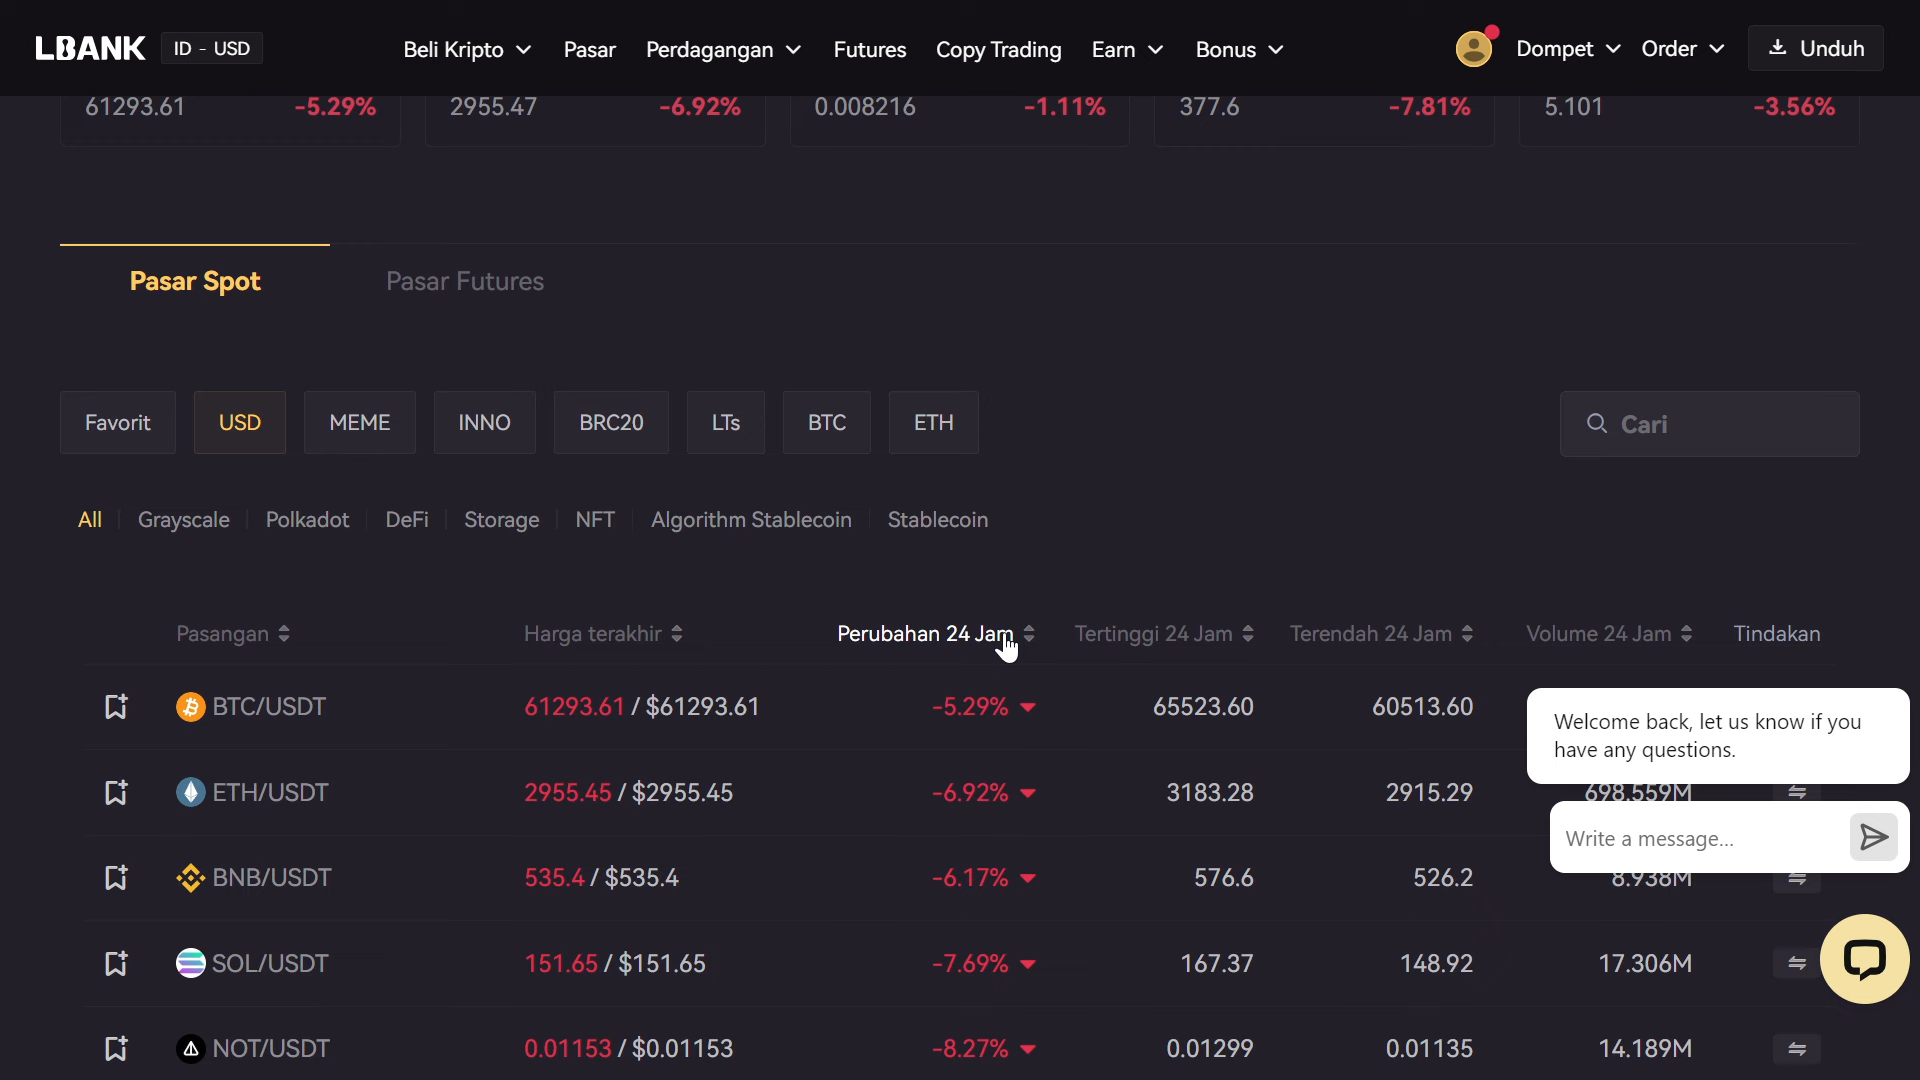 LBANK ID - USD Beli Kripto Pasar Perdagangan Futures Copy Trading Earn Bonus Dompet Order Unduh
61293.61 -5.29% 2955.47 -6.92% 0.008216 -1.11% 377.6 -7.81% 5.101 -3.56%
Pasar Spot Pasar Futures
Favorit USD MEME INNO BRC20 LTs BTC ETH Cari
All Grayscale Polkadot DeFi Storage NFT Algorithm Stablecoin Stablecoin
Pasangan Harga terakhir Perubahan 24 Jam Tertinggi 24 Jam Terendah 24 Jam Volume 24 Jam Tindakan
BTC/USDT 61293.61 / $61293.61 -5.29% 65523.60 60513.60
Welcome back, let us know if you
have any questions.
ETH/USDT 2955.45 / $2955.45 -6.92% 3183.28 2915.29 698.559M
Write a message...
BNB/USDT 535.4 / $535.4 -6.17% 576.6 526.2 8.938M
SOL/USDT 151.65 / $151.65 -7.69% 167.37 148.92 17.306M
NOT/USDT 0.01153 / $0.01153 -8.27% 0.01299 0.01135 14.189M